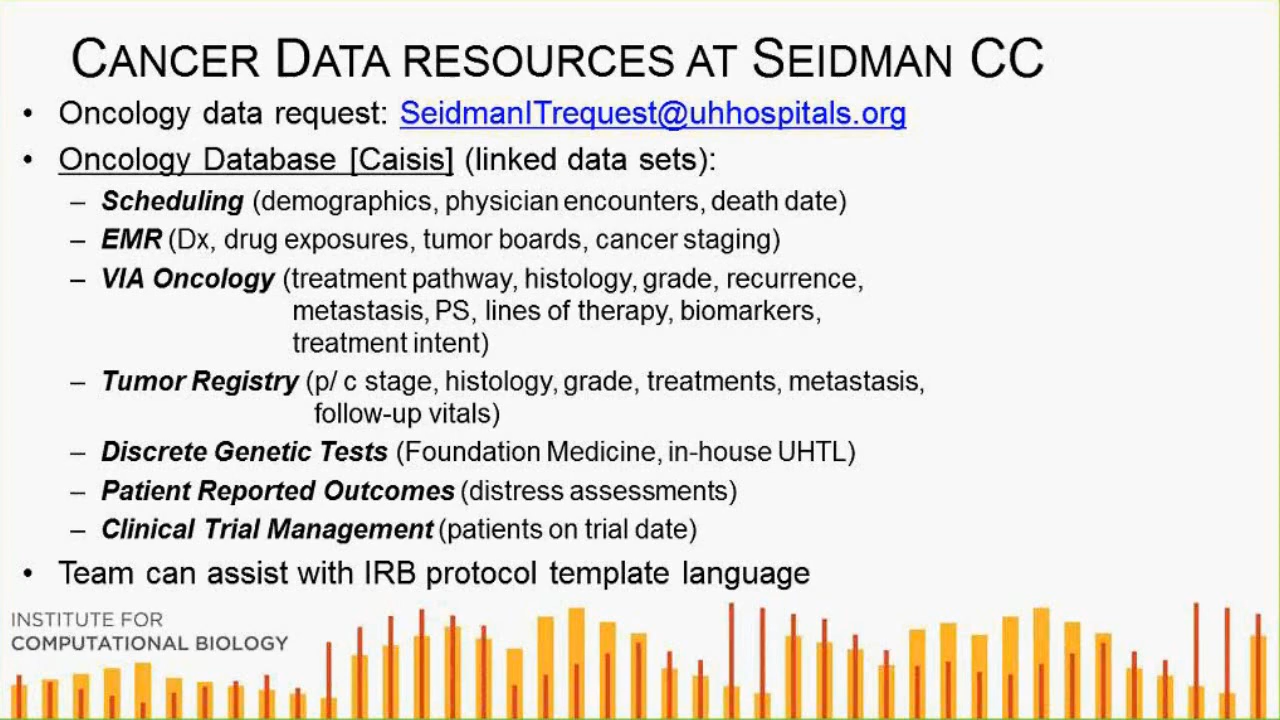 CANCER DATA RESOURCES AT SEIDMAN CC
• Oncology data request: SeidmanITrequest@uhhospitals.org
• Oncology Database [Caisis] (linked data sets):
– Scheduling (demographics, physician encounters, death date)
– EMR (Dx, drug exposures, tumor boards, cancer staging)
– VIA Oncology (treatment pathway, histology, grade, recurrence,
metastasis, PS, lines of therapy, biomarkers,
treatment intent)
– Tumor Registry (p/ c stage, histology, grade, treatments, metastasis,
follow-up vitals)
– Discrete Genetic Tests (Foundation Medicine, in-house UHTL)
– Patient Reported Outcomes (distress assessments)
– Clinical Trial Management (patients on trial date)
• Team can assist with IRB protocol template language
INSTITUTE FOR
COMPUTATIONAL BIOLOGY